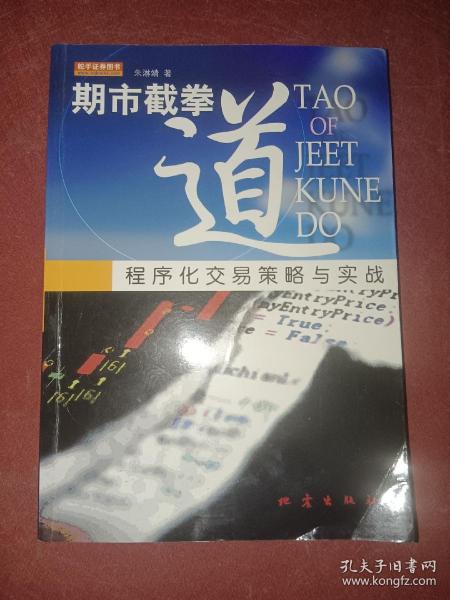 舵手证券图书
朱淋靖 著
期市截拳道
TAO
OF
JEET
KUNE
DO
程序化交易策略与实战
EntryPrice
myEntryPrice)
= True;
= False
地震出版社
孔夫子旧书网
www.kongfz.com